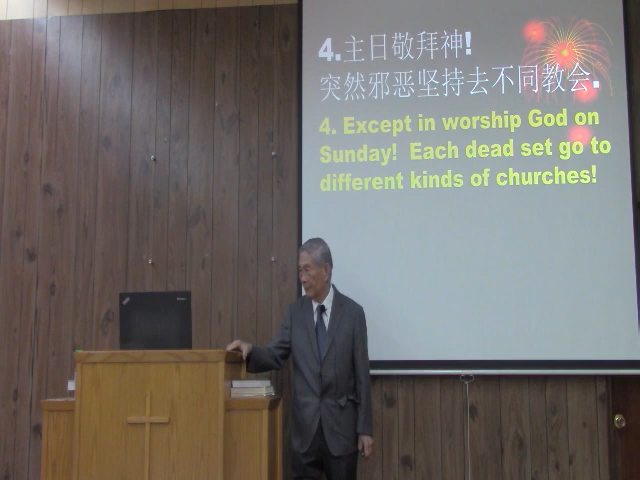 4.主日敬拜神!
突然邪恶坚持去不同教会.
4. Except in worship God on
Sunday!  Each dead set go to
different kinds of churches!